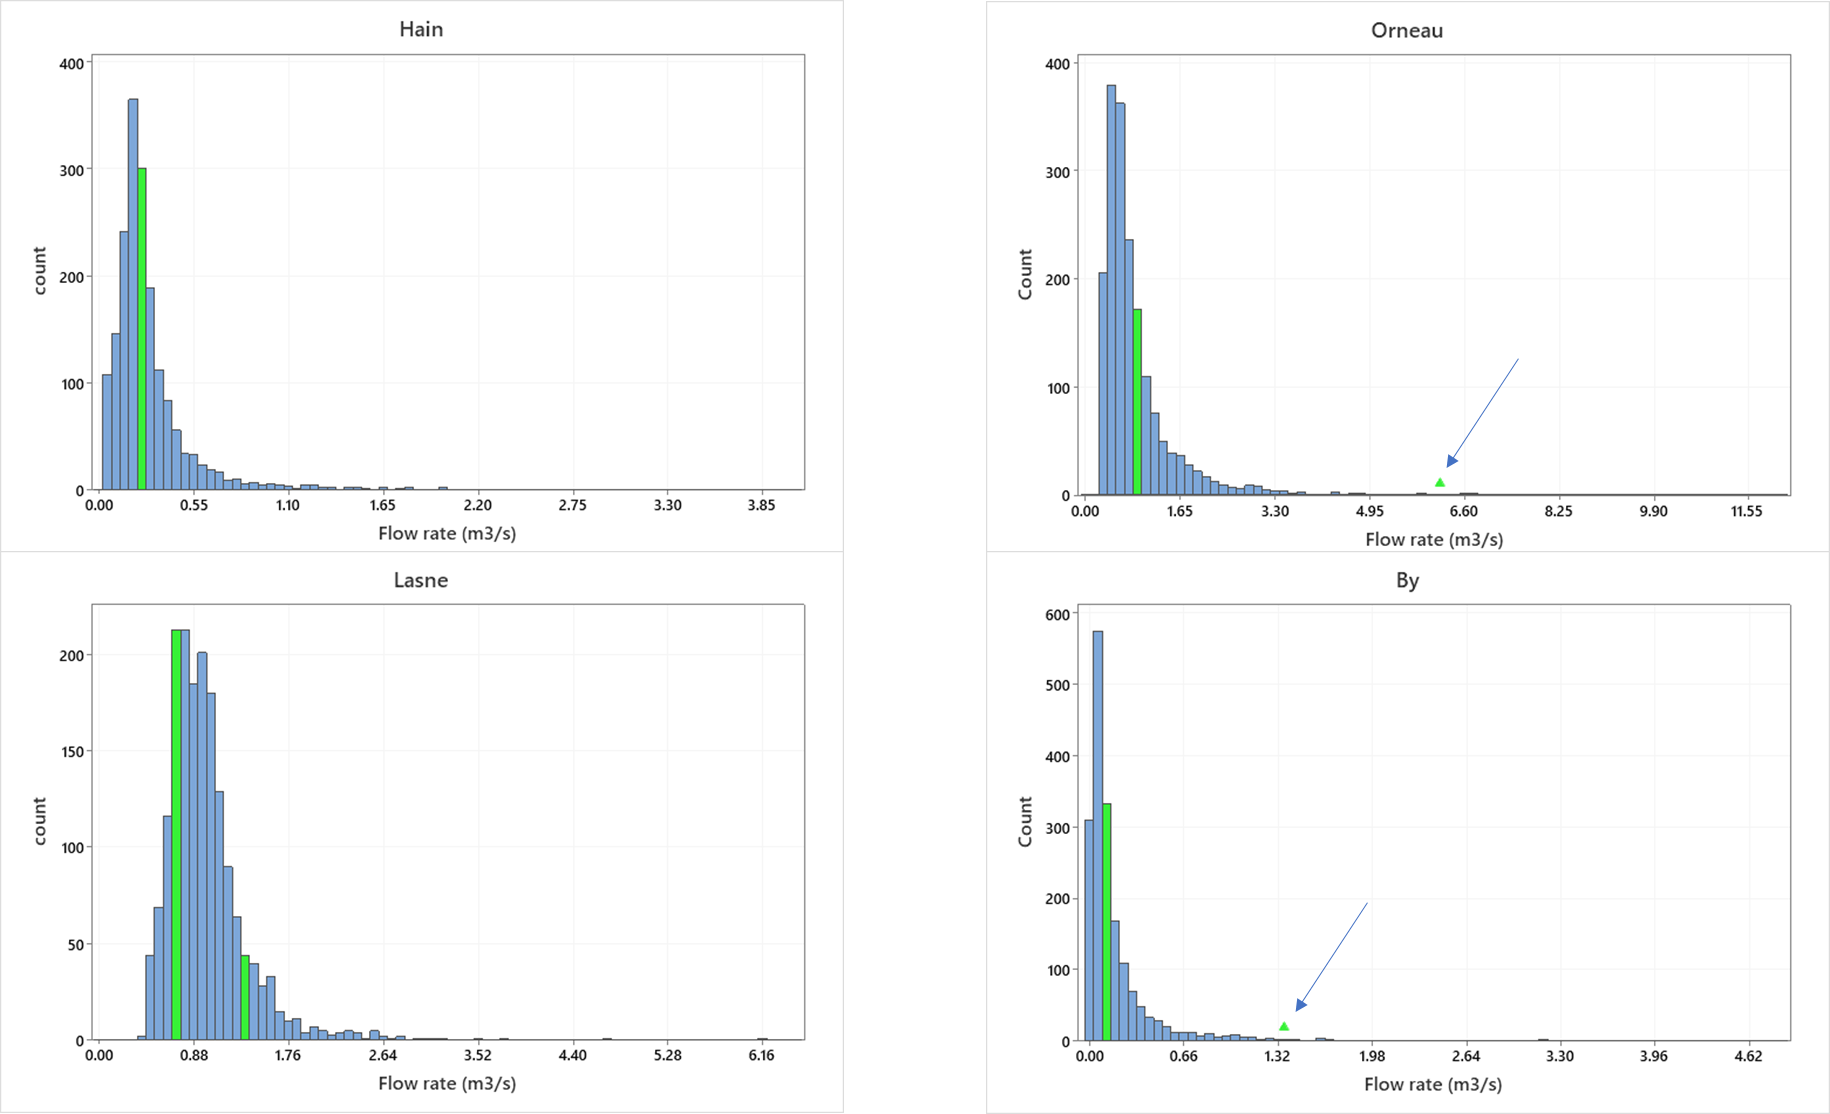 Hain
400
300
200
100
0
count
0.00 0.55 1.10 1.65 2.20 2.75 3.30 3.85
Flow rate (m3/s)
Orneau
400
300
200
100
0
Count
0.00 1.65 3.30 4.95 6.60 8.25 9.90 11.55
Flow rate (m3/s)
Lasne
200
150
100
50
0
count
0.00 0.88 1.76 2.64 3.52 4.40 5.28 6.16
Flow rate (m3/s)
By
600
500
400
300
200
100
0
Count
0.00 0.66 1.32 1.98 2.64 3.30 3.96 4.62
Flow rate (m3/s)